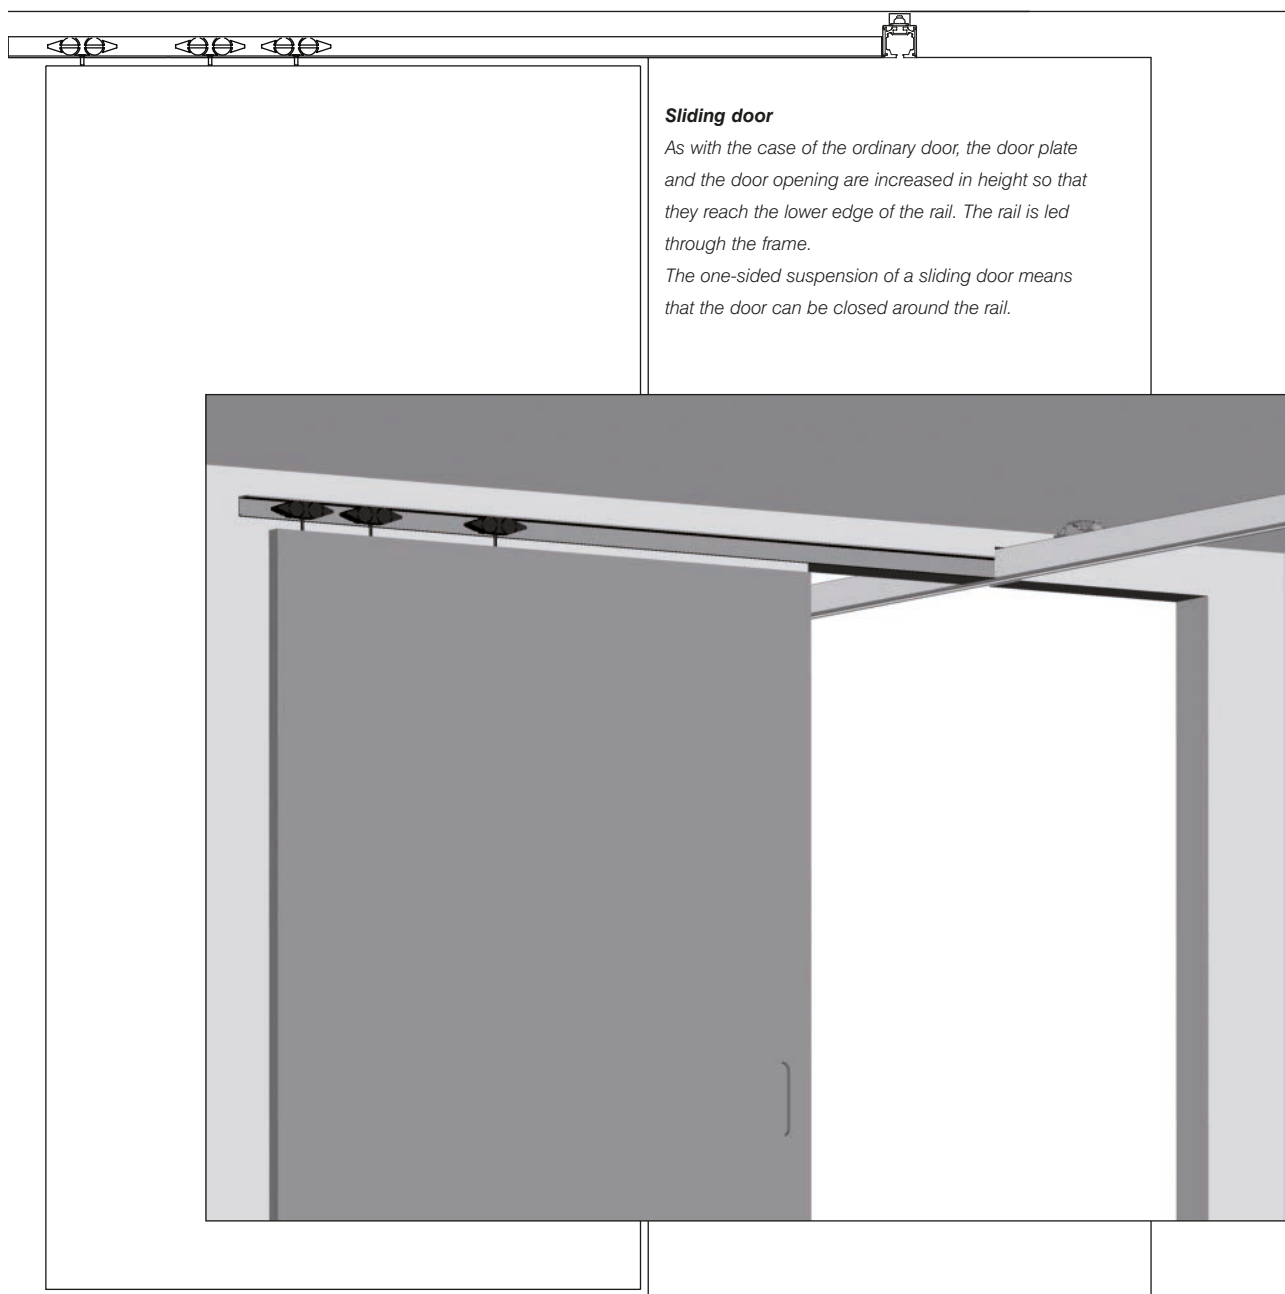 Sliding door
As with the case of the ordinary door, the door plate
and the door opening are increased in height so that
they reach the lower edge of the rail. The rail is led
through the frame.
The one-sided suspension of a sliding door means
that the door can be closed around the rail.